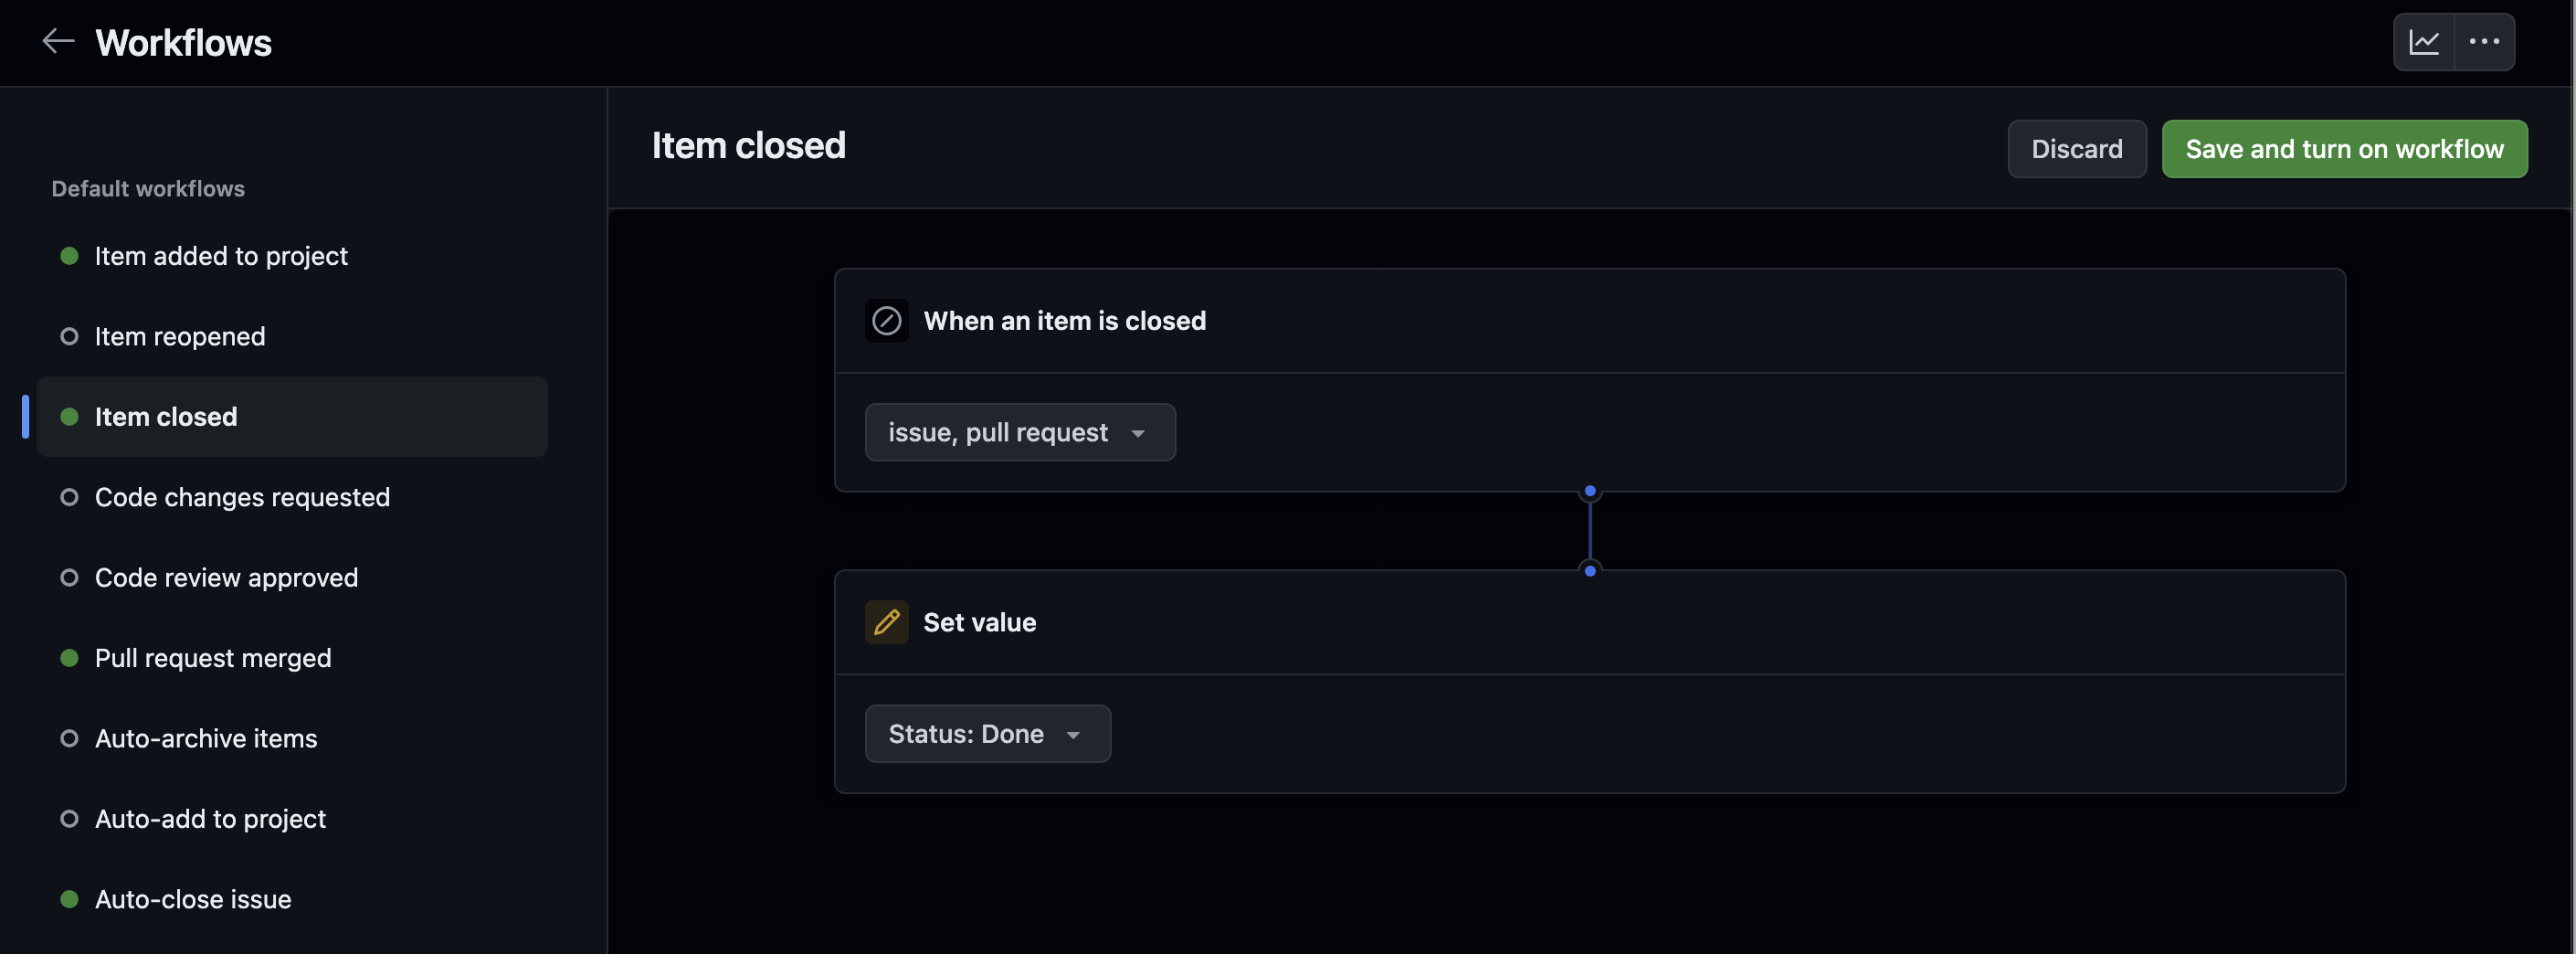 Workflows
Item closed
Discard
Save and turn on workflow
Default workflows
Item added to project
Item reopened
Item closed
Code changes requested
Code review approved
Pull request merged
Auto-archive items
Auto-add to project
Auto-close issue
When an item is closed
issue, pull request
Set value
Status: Done